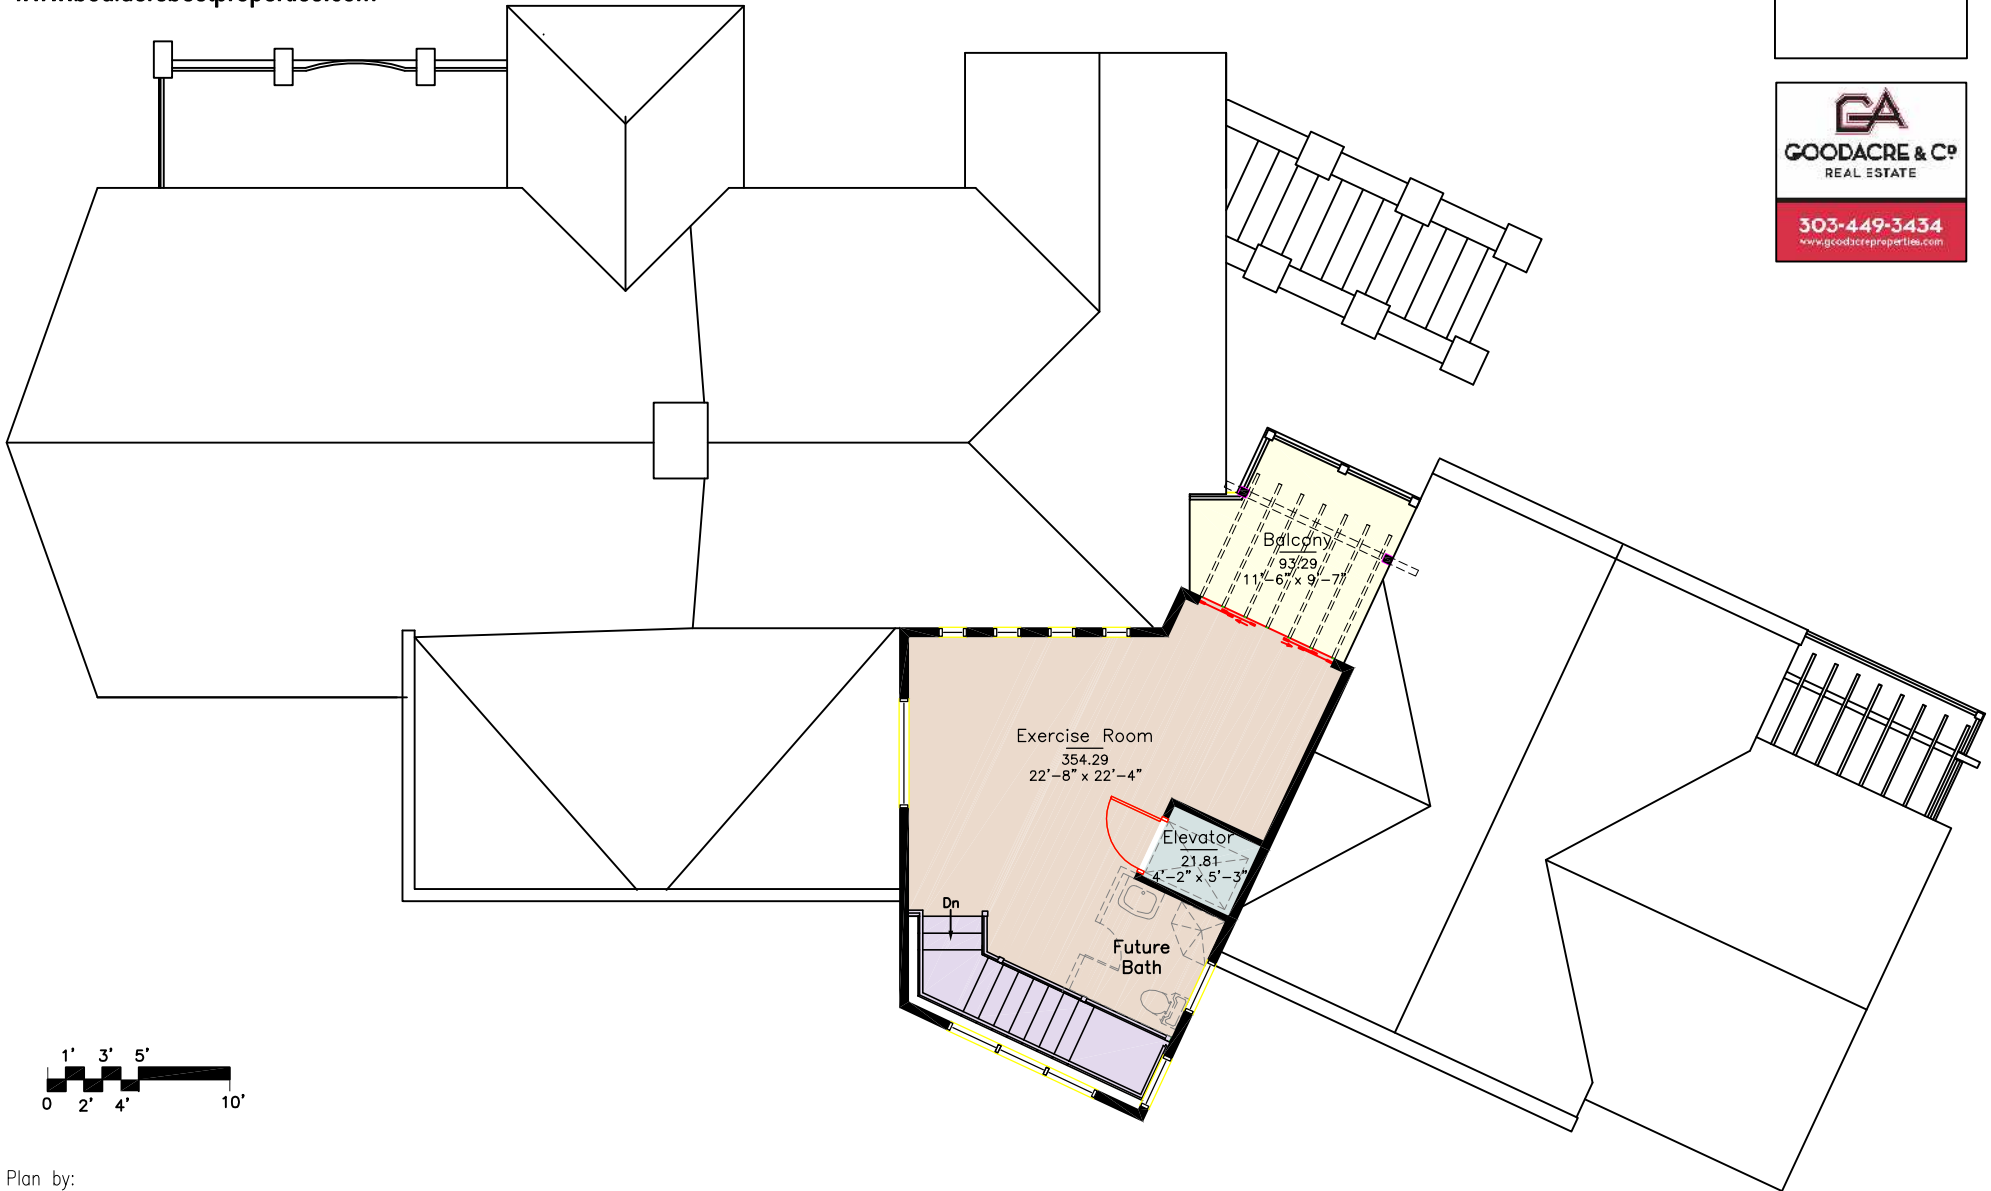 GA
GOODACRE & Co
REAL ESTATE
303-449-3434
www.goodacreproperties.com
Balcony
93.29
11'-6" x 9'-7"
Exercise Room
354.29
22'-8" x 22'-4"
Elevator
21.81
4'-2" x 5'-3"
Dn
Future
Bath
1' 3' 5'
0 2' 4' 10'
Plan by: